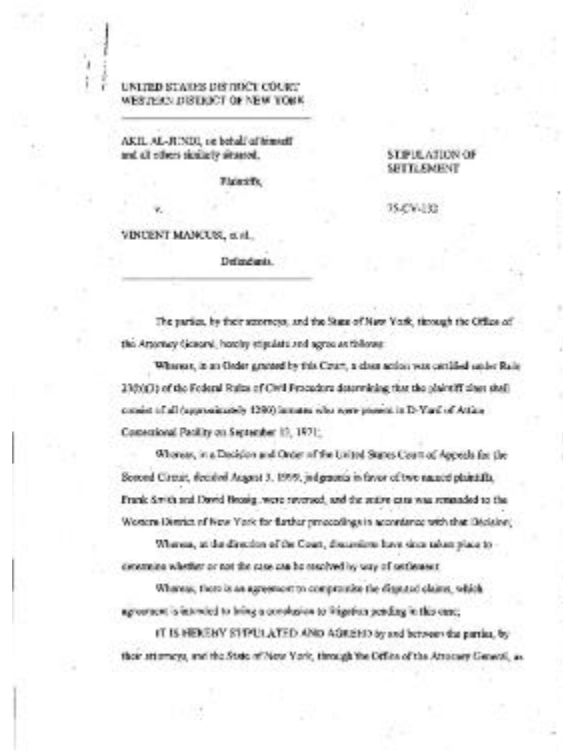 UNITED STATES DISTRICT COURT
WESTERN DISTRICT OF NEW YORK
AKIL AL-JUNDI, on behalf of himself
and all others similarly situated,
Plaintiffs,
STIPULATION OF
SETTLEMENT
v.
75-CV-132
VINCENT MANCUSI, et al.,
Defendants.
The parties, by their attorneys, and the State of New York, through the Office of
the Attorney General, hereby stipulate and agree as follows:
Whereas, in an Order granted by this Court, a class action was certified under Rule
23(b)(3) of the Federal Rules of Civil Procedure determining that the plaintiff class shall
consist of all (approximately 1280) inmates who were present in D-Yard of Attica
Correctional Facility on September 13, 1971;
Whereas, in a Decision and Order of the United States Court of Appeals for the
Second Circuit, decided August 3, 1999, judgments in favor of two named plaintiffs,
Frank Smith and David Brosig, were reversed, and the entire case was remanded to the
Western District of New York for further proceedings in accordance with that Decision;
Whereas, at the direction of the Court, discussions have since taken place to
determine whether or not the case can be resolved by way of settlement
Whereas, there is an agreement to compromise the disputed claims, which
agreement is intended to bring a conclusion to litigation pending in this case;
IT IS HEREBY STIPULATED AND AGREED by and between the parties, by
their attorneys, and the State of New York, through the Office of the Attorney General, as